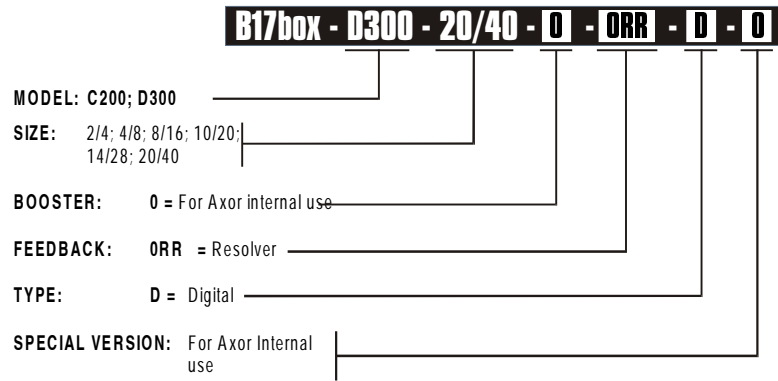 B17box - D300 - 20/40 - 0 - 0RR - D - 0
MODEL: C200; D300
SIZE: 2/4; 4/8; 8/16; 10/20;
14/28; 20/40
BOOSTER: 0 = For Axor internal use
FEEDBACK: 0RR = Resolver
TYPE: D = Digital
SPECIAL VERSION: For Axor Internal
use